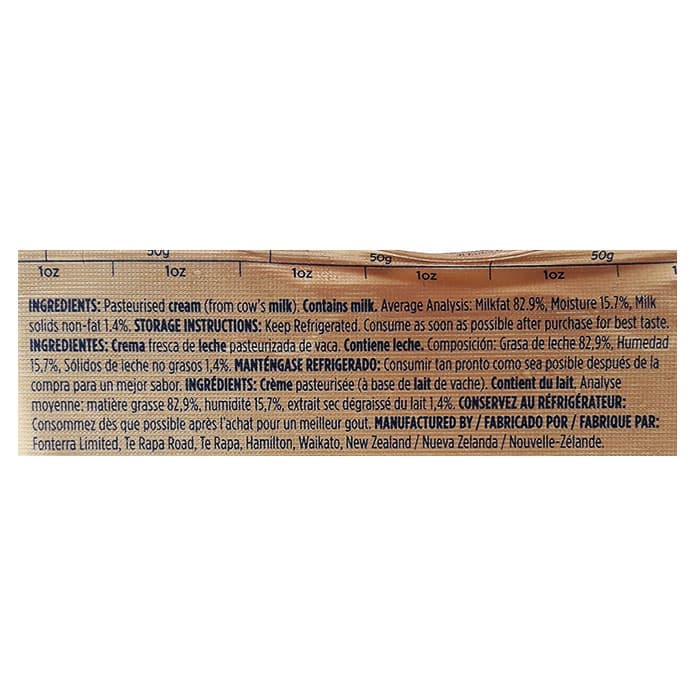 50g 50g 50g
1oz 1oz 1oz 1oz 1oz
INGREDIENTS: Pasteurised cream (from cow's milk). Contains milk. Average Analysis: Milkfat 82.9%, Moisture 15.7%, Milk
solids non-fat 1.4%. STORAGE INSTRUCTIONS: Keep Refrigerated. Consume as soon as possible after purchase for best taste.
INGREDIENTES: Crema fresca de leche pasteurizada de vaca. Contiene leche. Composición: Grasa de leche 82,9%, Humedad
15,7%, Sólidos de leche no grasos 1,4%. MANTÉNGASE REFRIGERADO: Consumir tan pronto como sea posible después de la
compra para un mejor sabor. INGRÉDIENTS: Crème pasteurisée (à base de lait de vache). Contient du lait. Analyse
moyenne: matière grasse 82,9%, humidité 15,7%, extrait sec dégraissé du lait 1,4%. CONSERVEZ AU RÉFRIGÉRATEUR:
Consommez dès que possible après l'achat pour un meilleur gout. MANUFACTURED BY / FABRICADO POR / FABRIQUE PAR:
Fonterra Limited, Te Rapa Road, Te Rapa, Hamilton, Waikato, New Zealand / Nueva Zelanda / Nouvelle-Zélande.